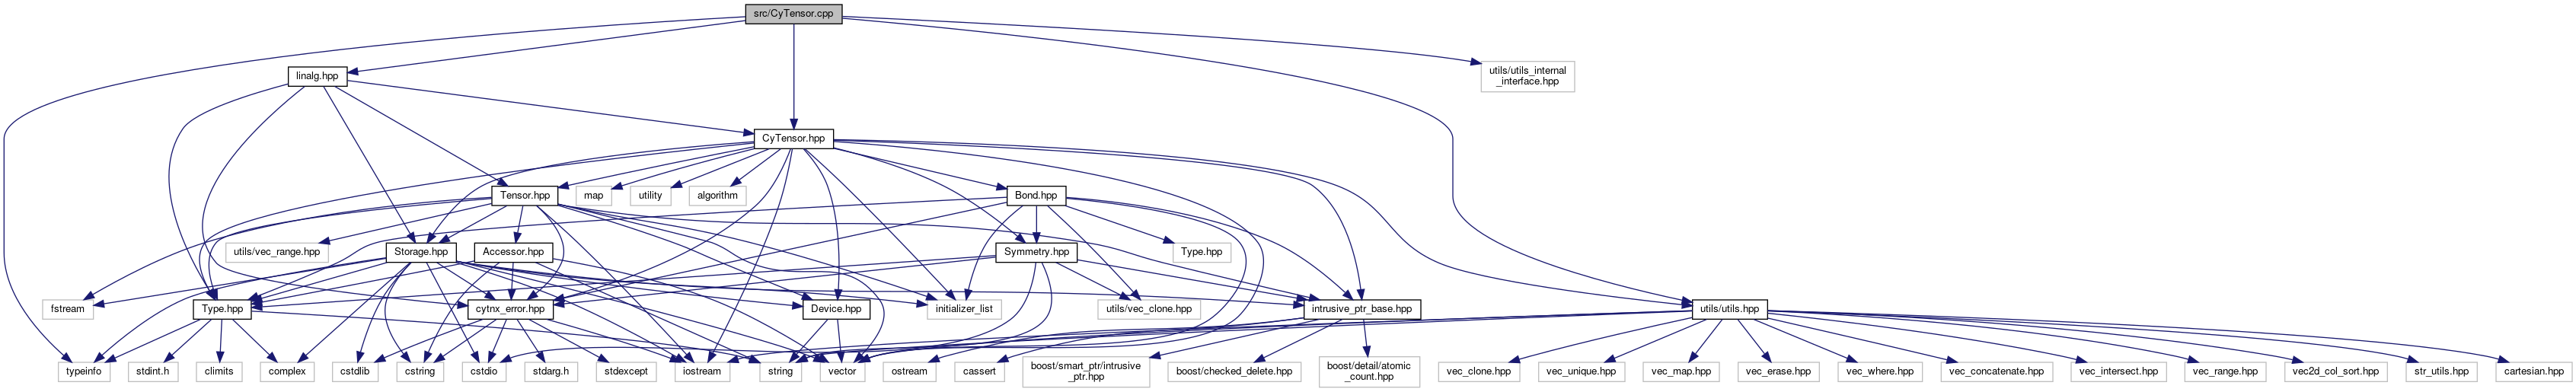 src/CyTensor.cpp
linalg.hpp
utils/utils_internal
_interface.hpp
CyTensor.hpp
Tensor.hpp
map
utility
algorithm
Bond.hpp
utils/vec_range.hpp
Storage.hpp
Accessor.hpp
Symmetry.hpp
Type.hpp
fstream
Type.hpp
cytnx_error.hpp
Device.hpp
initializer_list
utils/vec_clone.hpp
intrusive_ptr_base.hpp
utils/utils.hpp
typeinfo
stdint.h
climits
complex
cstdlib
cstring
cstdio
stdarg.h
stdexcept
iostream
string
vector
ostream
cassert
boost/smart_ptr/intrusive
_ptr.hpp
boost/checked_delete.hpp
boost/detail/atomic
_count.hpp
vec_clone.hpp
vec_unique.hpp
vec_map.hpp
vec_erase.hpp
vec_where.hpp
vec_concatenate.hpp
vec_intersect.hpp
vec_range.hpp
vec2d_col_sort.hpp
str_utils.hpp
cartesian.hpp